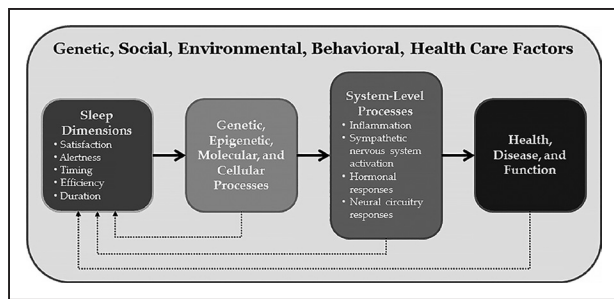 Genetic, Social, Environmental, Behavioral, Health Care Factors
Sleep
Dimensions
• Satisfaction
• Alertness
• Timing
• Efficiency
• Duration
Genetic,
Epigenetic,
Molecular, and
Cellular
Processes
System-Level
Processes
• Inflammation
• Sympathetic
nervous system
activation
• Hormonal
responses
• Neural circuitry
responses
Health,
Disease, and
Function